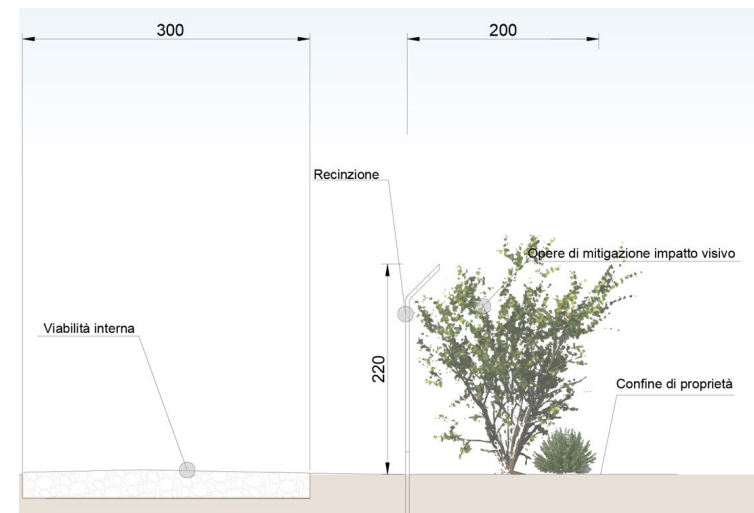 300
200
Recinzione
Opere di mitigazione impatto visivo
Viabilità interna
220
Confine di proprietà